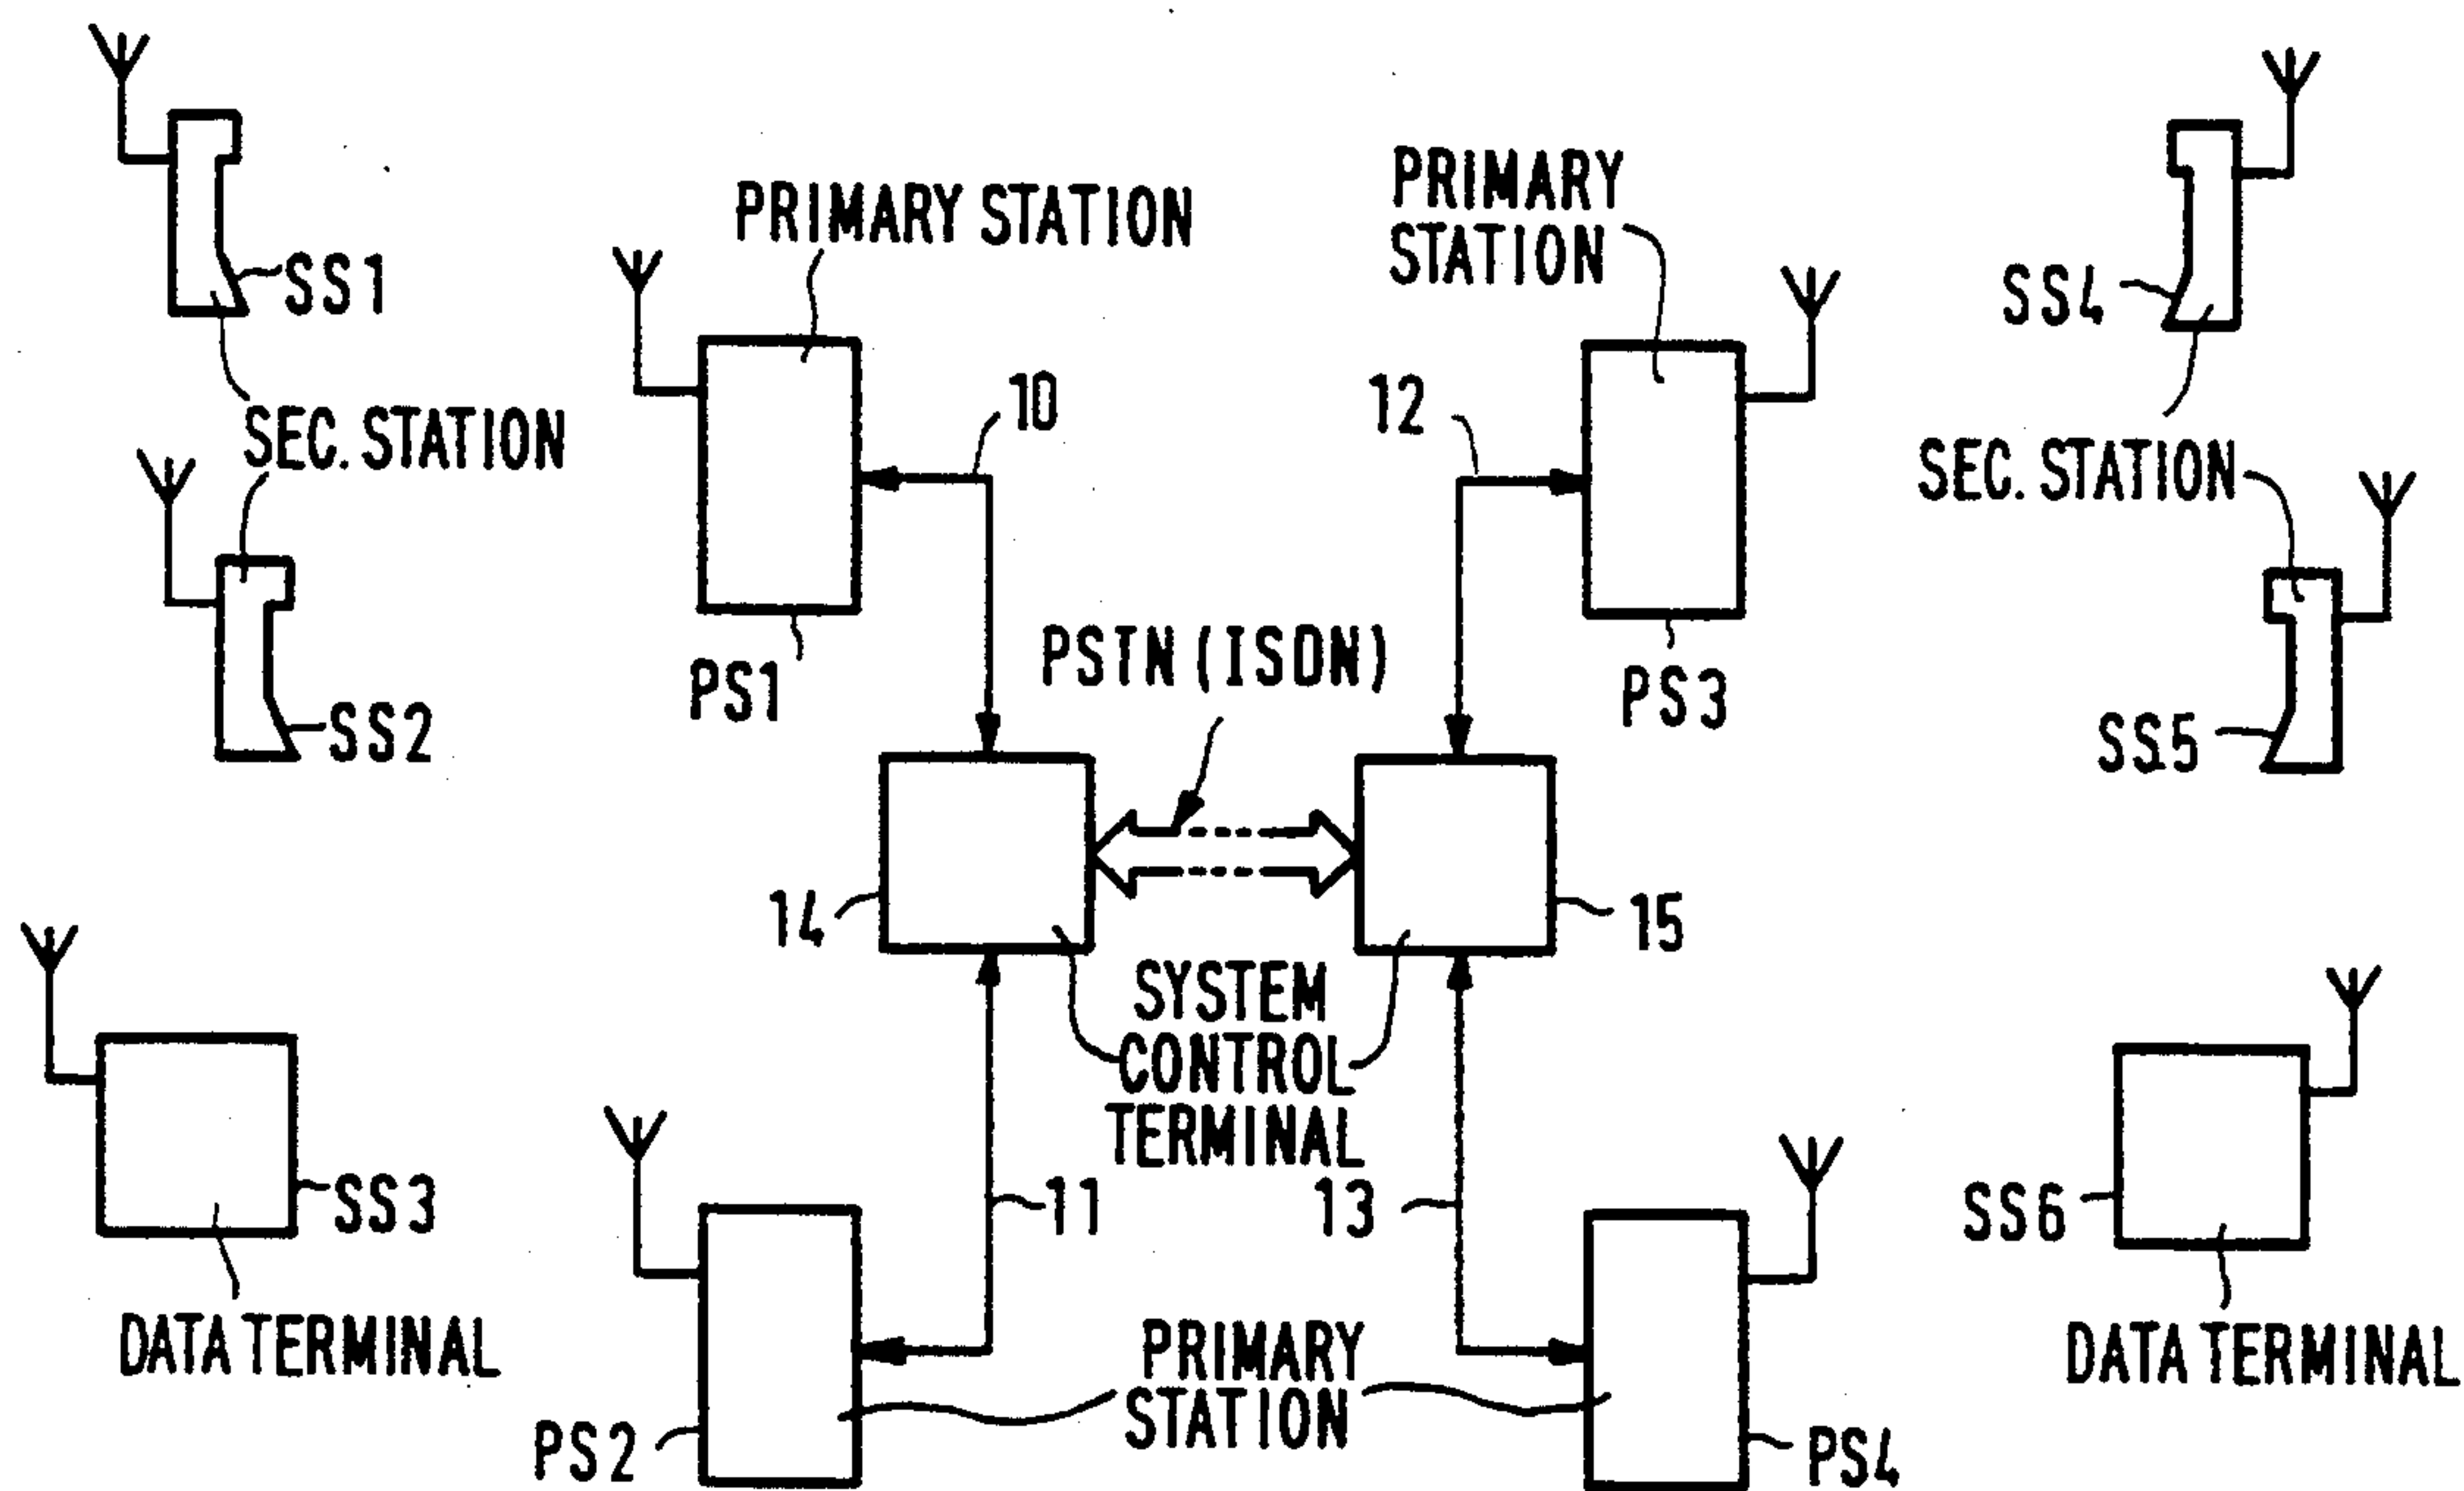 PRIMARY STATION
PRIMARY
STATION
SS1
SS4
10
12
SEC. STATION
SEC. STATION
PSTN (ISDN)
PS1
PS3
SS2
SS5
14
15
SYSTEM
CONTROL
TERMINAL
SS3
11
13
SS6
DATA TERMINAL
PRIMARY
STATION
DATA TERMINAL
PS2
PS4